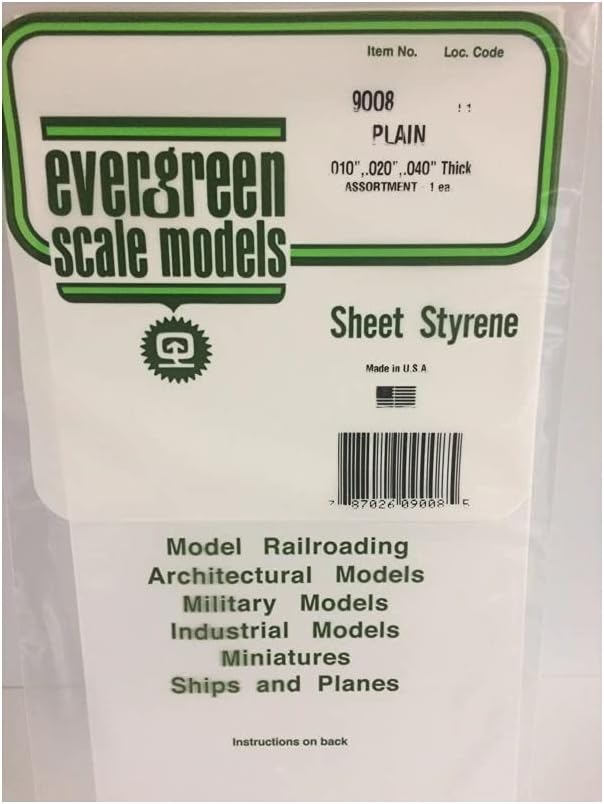 Item No. Loc. Code
9008 11
PLAIN
010",.020",.040" Thick
ASSORTMENT - 1 ea
evergreen
scale models
Sheet Styrene
Made in U.S.A.
7 87026 09008 5
Model Railroading
Architectural Models
Military Models
Industrial Models
Miniatures
Ships and Planes
Instructions on back